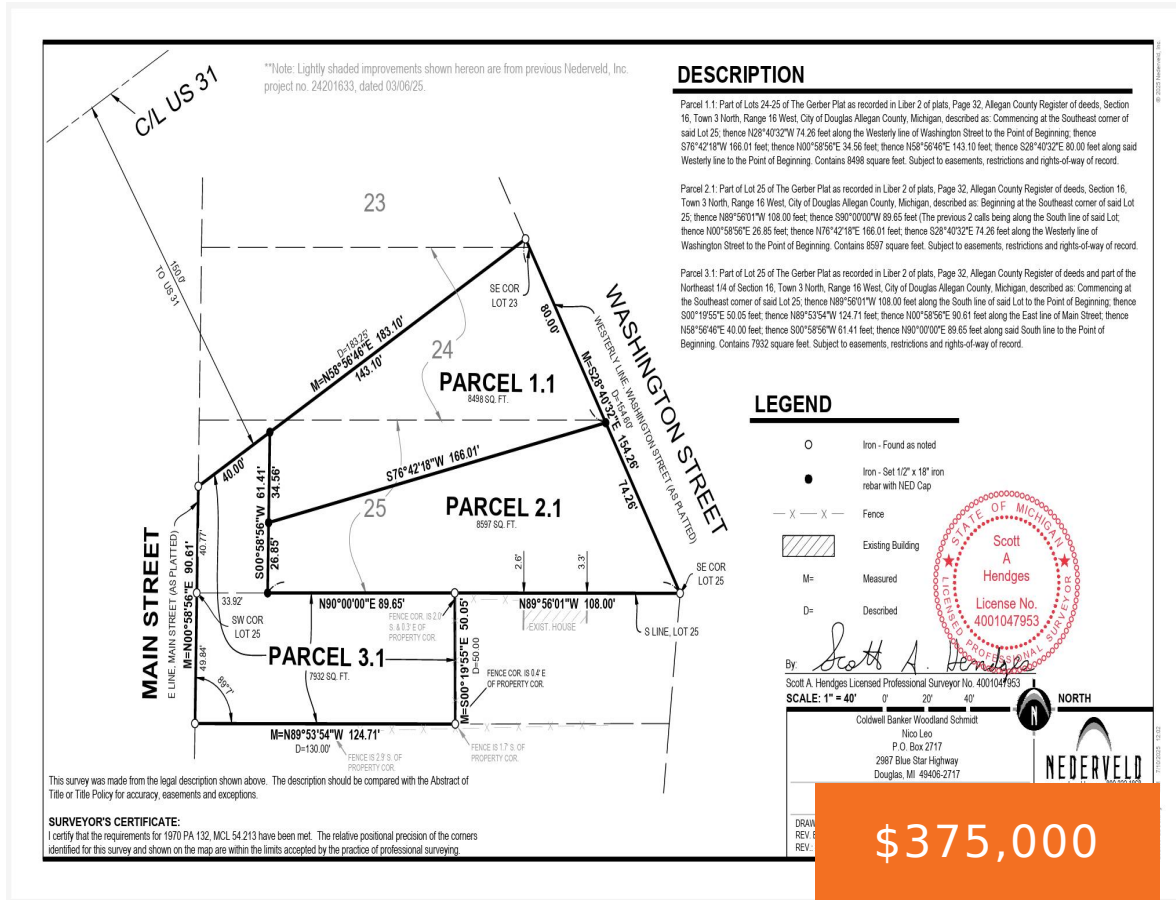 **Note: Lightly shaded improvements shown hereon are from previous Nederveld, Inc.
project no. 24201633, dated 03/06/25.
C/L US 31
150.0'
TO US 31
23
SE COR
LOT 23
D=183.25'
M=N58°56'46"E 183.10'
143.10'
24
PARCEL 1.1
8498 SQ. FT.
80.00'
WASHINGTON STREET
WESTERLY LINE, WASHINGTON STREET (AS PLATTED)
M=S28°40'32"E 154.26'
D=154.60'
74.26'
40.00'
S00°58'56"W 61.41'
34.56'
26.85'
S76°42'18"W 166.01'
25
PARCEL 2.1
8597 SQ. FT.
MAIN STREET
E LINE, MAIN STREET (AS PLATTED)
M=N00°58'56"E 90.61'
40.77'
49.84'
33.92'
SW COR
LOT 25
N90°00'00"E 89.65'
FENCE COR. IS 2.0'
S. & 0.3' E OF
PROPERTY COR.
2.6'
3.3'
N89°56'01"W 108.00'
EXIST. HOUSE
S LINE, LOT 25
SE COR
LOT 25
PARCEL 3.1
7932 SQ. FT.
M=S00°19'55"E 50.05'
D=50.00
FENCE COR. IS 0.4' E
OF PROPERTY COR.
89°7'
M=N89°53'54"W 124.71'
D=130.00'
FENCE IS 2.9' S. OF
PROPERTY COR.
FENCE IS 1.7' S. OF
PROPERTY COR.
This survey was made from the legal description shown above. The description should be compared with the Abstract of
Title or Title Policy for accuracy, easements and exceptions.
SURVEYOR'S CERTIFICATE:
I certify that the requirements for 1970 PA 132, MCL 54.213 have been met. The relative positional precision of the corners
identified for this survey and shown on the map are within the limits accepted by the practice of professional surveying.
DESCRIPTION
Parcel 1.1: Part of Lots 24-25 of The Gerber Plat as recorded in Liber 2 of plats, Page 32, Allegan County Register of deeds, Section
16, Town 3 North, Range 16 West, City of Douglas Allegan County, Michigan, described as: Commencing at the Southeast corner of
said Lot 25; thence N28°40'32"W 74.26 feet along the Westerly line of Washington Street to the Point of Beginning; thence
S76°42'18"W 166.01 feet; thence N00°58'56"E 34.56 feet; thence N58°56'46"E 143.10 feet; thence S28°40'32"E 80.00 feet along said
Westerly line to the Point of Beginning. Contains 8498 square feet. Subject to easements, restrictions and rights-of-way of record.
Parcel 2.1: Part of Lot 25 of The Gerber Plat as recorded in Liber 2 of plats, Page 32, Allegan County Register of deeds, Section 16,
Town 3 North, Range 16 West, City of Douglas Allegan County, Michigan, described as: Beginning at the Southeast corner of said Lot
25; thence N89°56'01"W 108.00 feet; thence S90°00'00"W 89.65 feet (The previous 2 calls being along the South line of said Lot;
thence N00°58'56"E 26.85 feet; thence N76°42'18"E 166.01 feet; thence S28°40'32"E 74.26 feet along the Westerly line of
Washington Street to the Point of Beginning. Contains 8597 square feet. Subject to easements, restrictions and rights-of-way of record.
Parcel 3.1: Part of Lot 25 of The Gerber Plat as recorded in Liber 2 of plats, Page 32, Allegan County Register of deeds and part of the
Northeast 1/4 of Section 16, Town 3 North, Range 16 West, City of Douglas Allegan County, Michigan, described as: Commencing at
the Southeast corner of said Lot 25; thence N89°56'01"W 108.00 feet along the South line of said Lot to the Point of Beginning; thence
S00°19'55"E 50.05 feet; thence N89°53'54"W 124.71 feet; thence N00°58'56"E 90.61 feet along the East line of Main Street; thence
N58°56'46"E 40.00 feet; thence S00°58'56"W 61.41 feet; thence N90°00'00"E 89.65 feet along said South line to the Point of
Beginning. Contains 7932 square feet. Subject to easements, restrictions and rights-of-way of record.
LEGEND
Iron - Found as noted
Iron - Set 1/2" x 18" iron
rebar with NED Cap
X X Fence
Existing Building
M= Measured
D= Described
STATE OF MICHIGAN
Scott
A
Hendges
License No.
4001047953
LICENSED PROFESSIONAL SURVEYOR
By: Scott A. Hendges
Scott A. Hendges Licensed Professional Surveyor No. 4001047953
SCALE: 1" = 40' 0' 20' 40'
N
NORTH
Coldwell Banker Woodland Schmidt
Nico Leo
P.O. Box 2717
2987 Blue Star Highway
Douglas, MI 49406-2717
NEDERVELD
DRAW
REV.
REV.:
© 2025 Nederveld, Inc.
7/10/2025 12:02
$375,000